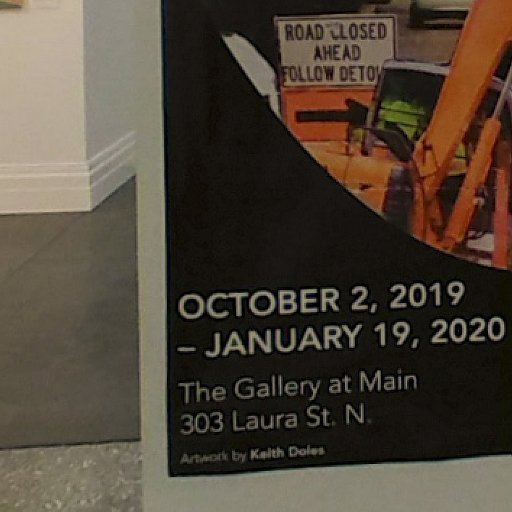 ROAD CLOSED
AHEAD
FOLLOW DETOU
OCTOBER 2, 2019
– JANUARY 19, 2020
The Gallery at Main
303 Laura St. N.
Artwork by Keith Doles